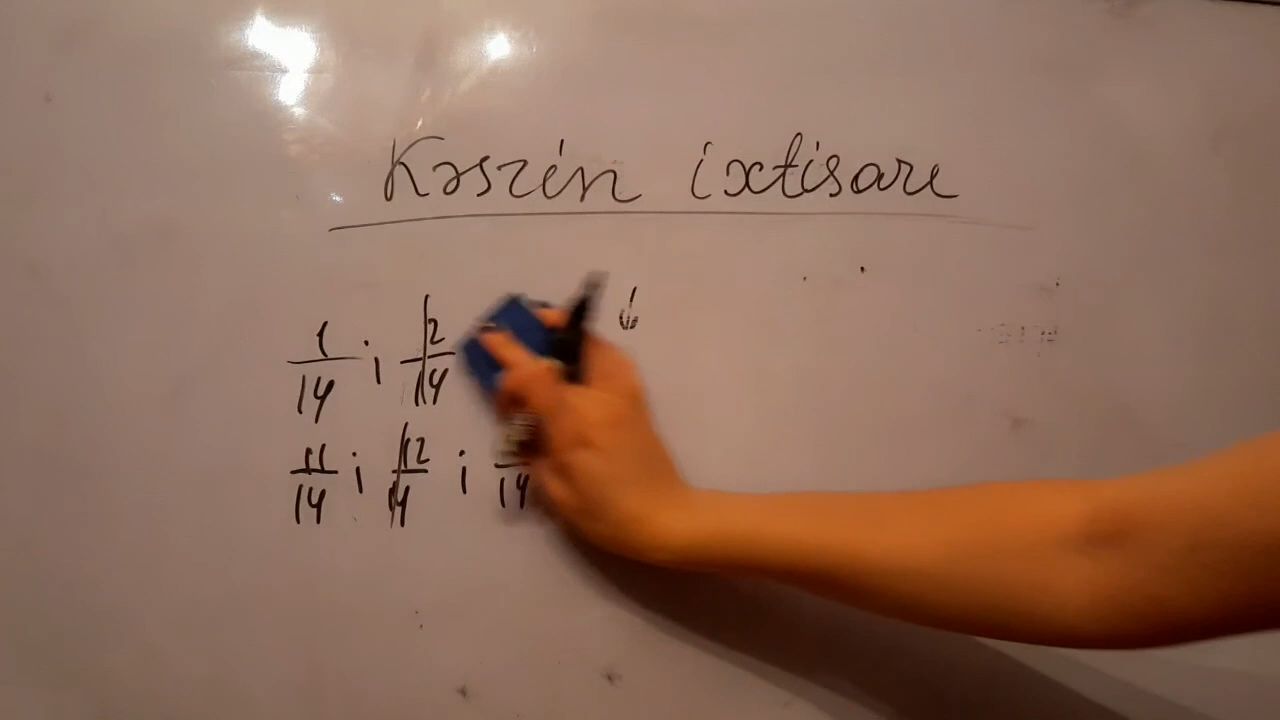 Kəsrin ixtisarı
1/14 ; 2/14
11/14 ; 12/14 ; /14